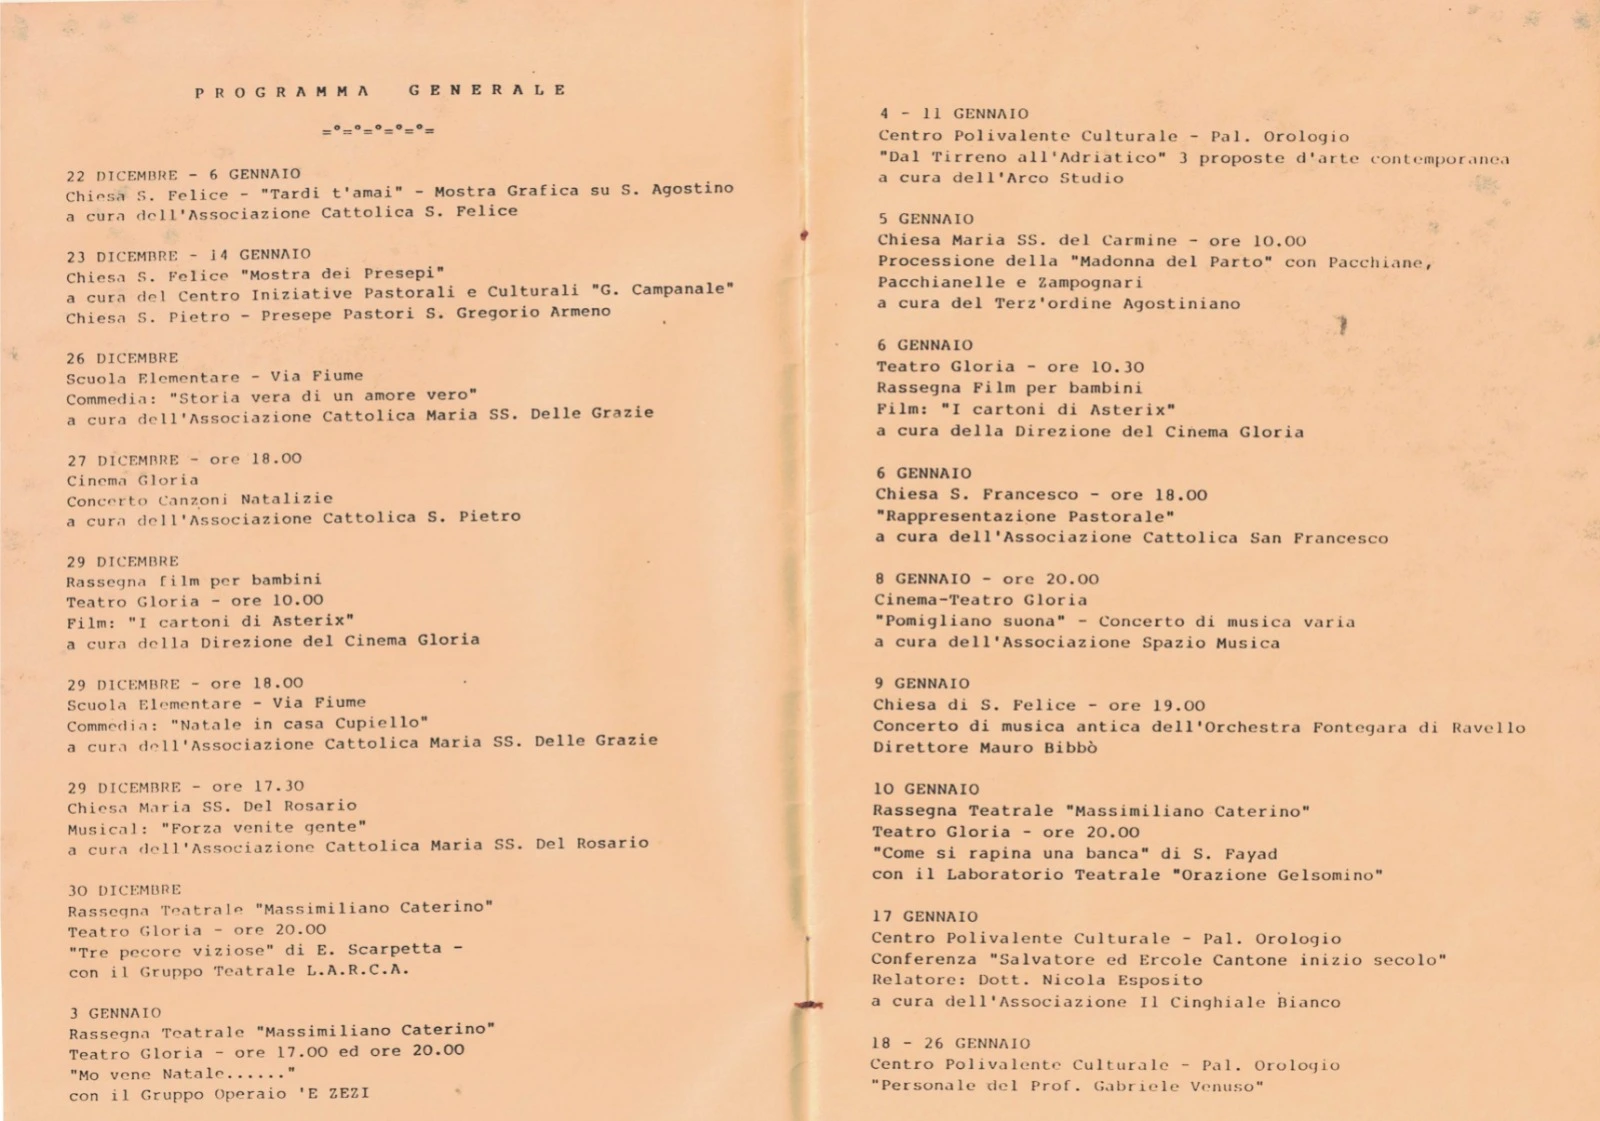 PROGRAMMA GENERALE
=°=°=°=°=°=
22 DICEMBRE - 6 GENNAIO
Chiesa S. Felice - "Tardi t'amai" - Mostra Grafica su S. Agostino
a cura dell'Associazione Cattolica S. Felice
23 DICEMBRE - 14 GENNAIO
Chiesa S. Felice "Mostra dei Presepi"
a cura del Centro Iniziative Pastorali e Culturali "G. Campanale"
Chiesa S. Pietro - Presepe Pastori S. Gregorio Armeno
26 DICEMBRE
Scuola Elementare - Via Fiume
Commedia: "Storia vera di un amore vero"
a cura dell'Associazione Cattolica Maria SS. Delle Grazie
27 DICEMBRE - ore 18.00
Cinema Gloria
Concerto Canzoni Natalizie
a cura dell'Associazione Cattolica S. Pietro
29 DICEMBRE
Rassegna film per bambini
Teatro Gloria - ore 10.00
Film: "I cartoni di Asterix"
a cura della Direzione del Cinema Gloria
29 DICEMBRE - ore 18.00
Scuola Elementare - Via Fiume
Commedia: "Natale in casa Cupiello"
a cura dell'Associazione Cattolica Maria SS. Delle Grazie
29 DICEMBRE - ore 17.30
Chiesa Maria SS. Del Rosario
Musical: "Forza venite gente"
a cura dell'Associazione Cattolica Maria SS. Del Rosario
30 DICEMBRE
Rassegna Teatrale "Massimiliano Caterino"
Teatro Gloria - ore 20.00
"Tre pecore viziose" di E. Scarpetta -
con il Gruppo Teatrale L.A.R.C.A.
3 GENNAIO
Rassegna Teatrale "Massimiliano Caterino"
Teatro Gloria - ore 17.00 ed ore 20.00
"Mo vene Natale......"
con il Gruppo Operaio 'E ZEZI
4 - 11 GENNAIO
Centro Polivalente Culturale - Pal. Orologio
"Dal Tirreno all'Adriatico" 3 proposte d'arte contemporanea
a cura dell'Arco Studio
5 GENNAIO
Chiesa Maria SS. del Carmine - ore 10.00
Processione della "Madonna del Parto" con Pacchiane,
Pacchianelle e Zampognari
a cura del Terz'ordine Agostiniano
6 GENNAIO
Teatro Gloria - ore 10.30
Rassegna Film per bambini
Film: "I cartoni di Asterix"
a cura della Direzione del Cinema Gloria
6 GENNAIO
Chiesa S. Francesco - ore 18.00
"Rappresentazione Pastorale"
a cura dell'Associazione Cattolica San Francesco
8 GENNAIO - ore 20.00
Cinema-Teatro Gloria
"Pomigliano suona" - Concerto di musica varia
a cura dell'Associazione Spazio Musica
9 GENNAIO
Chiesa di S. Felice - ore 19.00
Concerto di musica antica dell'Orchestra Fontegara di Ravello
Direttore Mauro Bibbò
10 GENNAIO
Rassegna Teatrale "Massimiliano Caterino"
Teatro Gloria - ore 20.00
"Come si rapina una banca" di S. Fayad
con il Laboratorio Teatrale "Orazione Gelsomino"
17 GENNAIO
Centro Polivalente Culturale - Pal. Orologio
Conferenza "Salvatore ed Ercole Cantone inizio secolo"
Relatore: Dott. Nicola Esposito
a cura dell'Associazione Il Cinghiale Bianco
18 - 26 GENNAIO
Centro Polivalente Culturale - Pal. Orologio
"Personale del Prof. Gabriele Venuso"